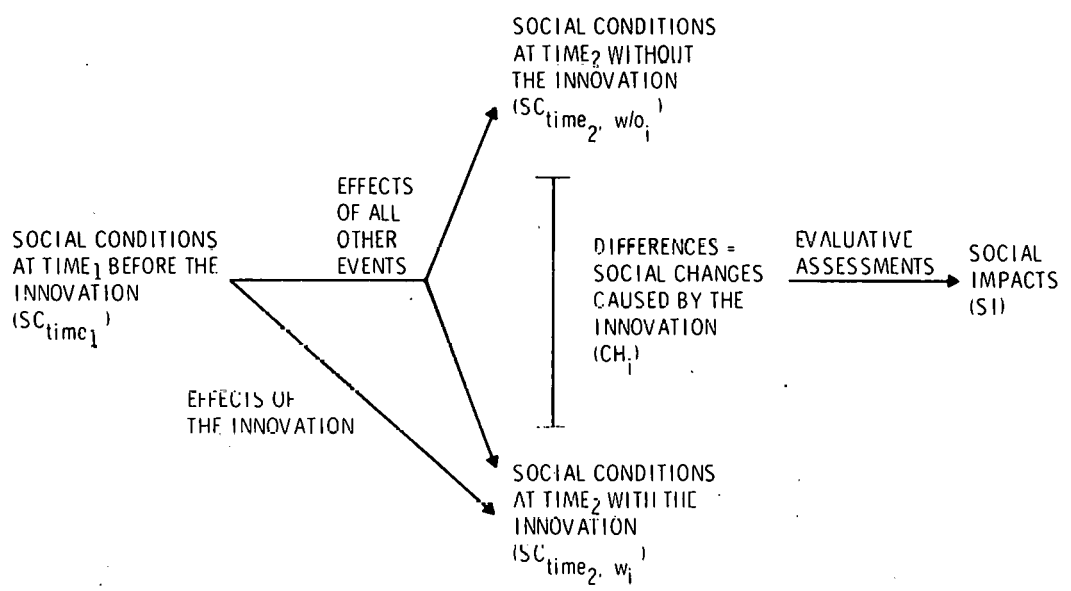 SOCIAL CONDITIONS
AT TIME2 WITHOUT
THE INNOVATION
(SCtime2, w/oi)
EFFECTS
OF ALL
OTHER
EVENTS
SOCIAL CONDITIONS
AT TIME1 BEFORE THE
INNOVATION
(SCtime1)
DIFFERENCES =
SOCIAL CHANGES
CAUSED BY THE
INNOVATION
(CHi)
EVALUATIVE
ASSESSMENTS
SOCIAL
IMPACTS
(SI)
EFFECTS OF
THE INNOVATION
SOCIAL CONDITIONS
AT TIME2 WITH THE
INNOVATION
(SCtime2, wi)